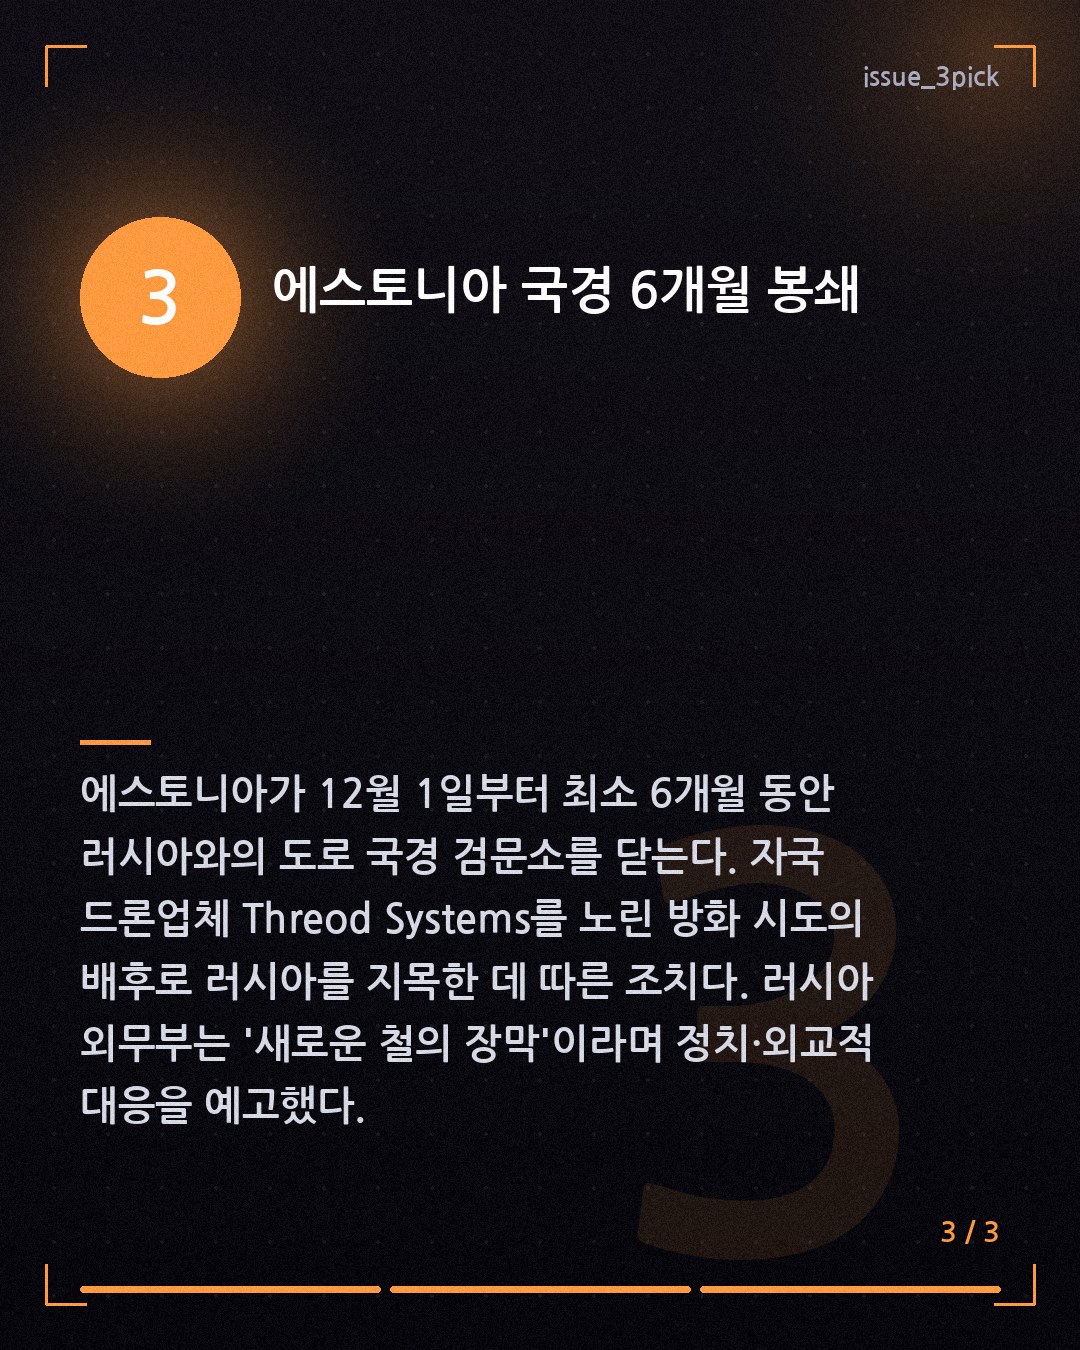 issue_3pick
3
에스토니아 국경 6개월 봉쇄
에스토니아가 12월 1일부터 최소 6개월 동안
러시아와의 도로 국경 검문소를 닫는다. 자국
드론업체 Threod Systems를 노린 방화 시도의
배후로 러시아를 지목한 데 따른 조치다. 러시아
외무부는 '새로운 철의 장막'이라며 정치·외교적
대응을 예고했다.
3
3 / 3